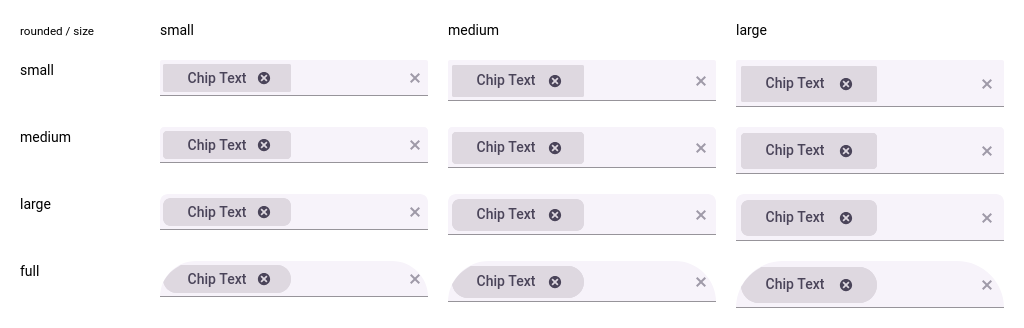 rounded / size small medium large
small Chip Text Chip Text Chip Text
medium Chip Text Chip Text Chip Text
large Chip Text Chip Text Chip Text
full Chip Text Chip Text Chip Text